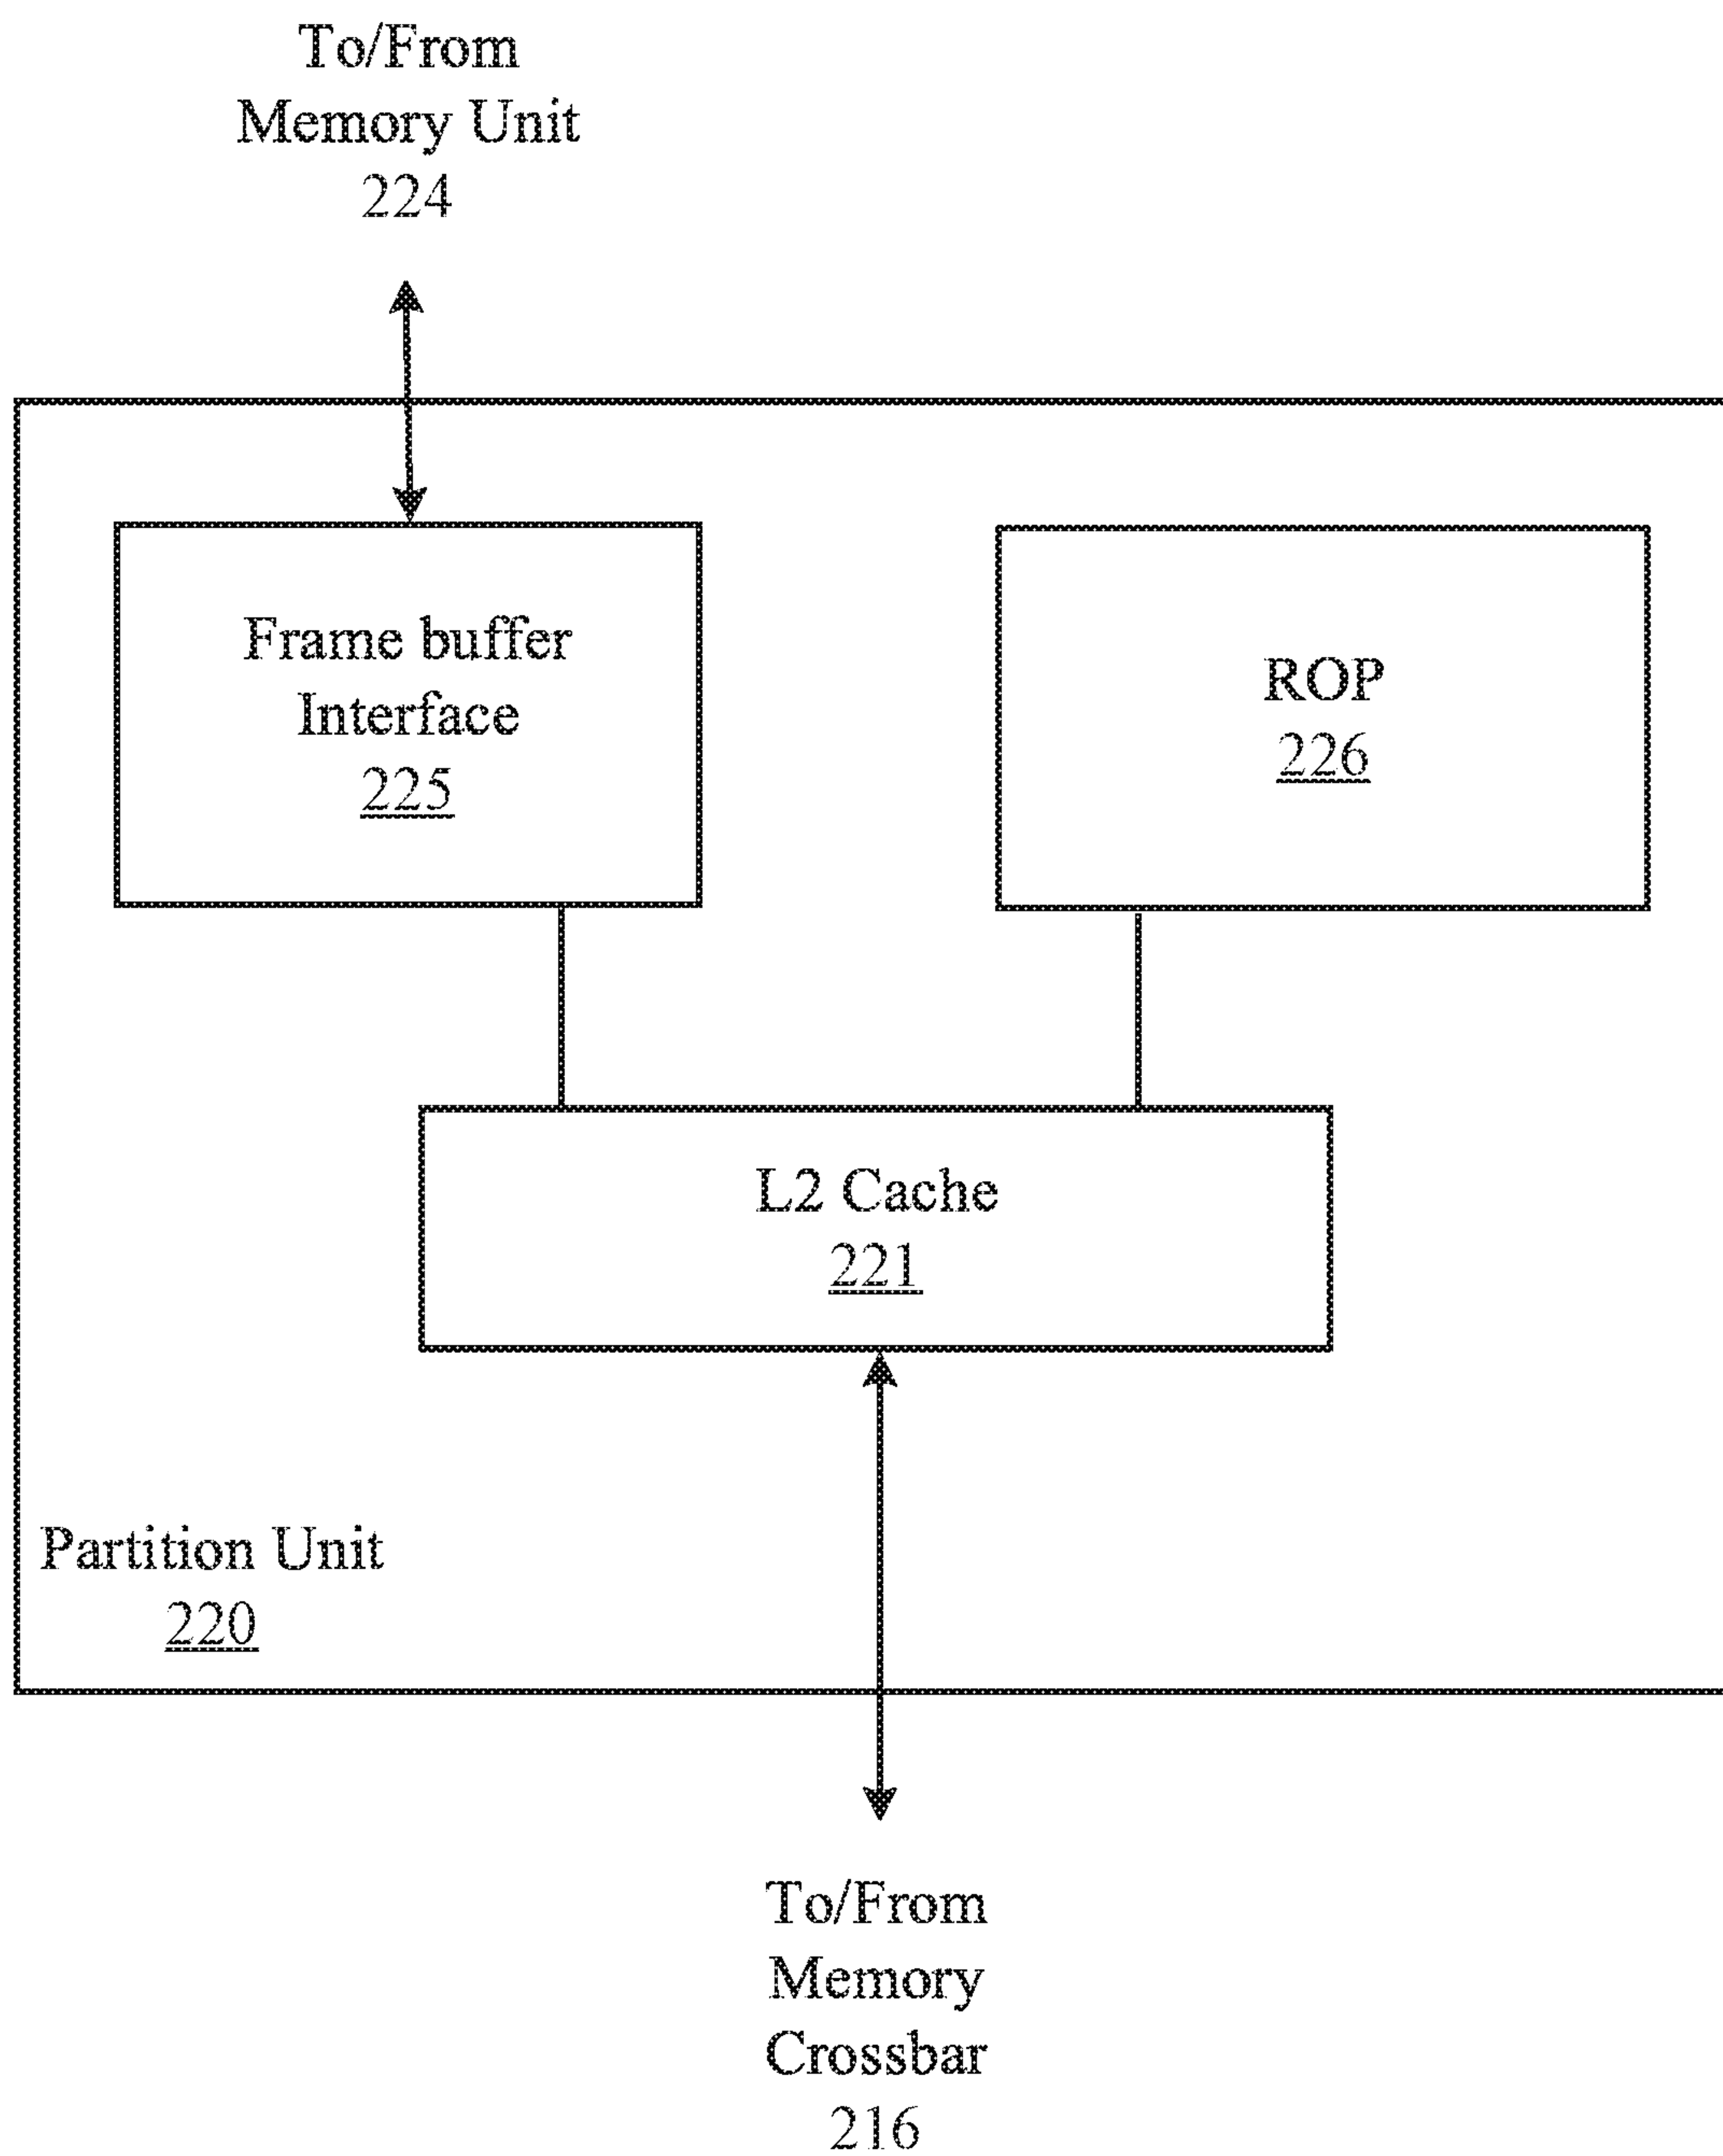 To/From
Memory Unit
224
Frame buffer
Interface
225
ROP
226
L2 Cache
221
Partition Unit
220
To/From
Memory
Crossbar
216